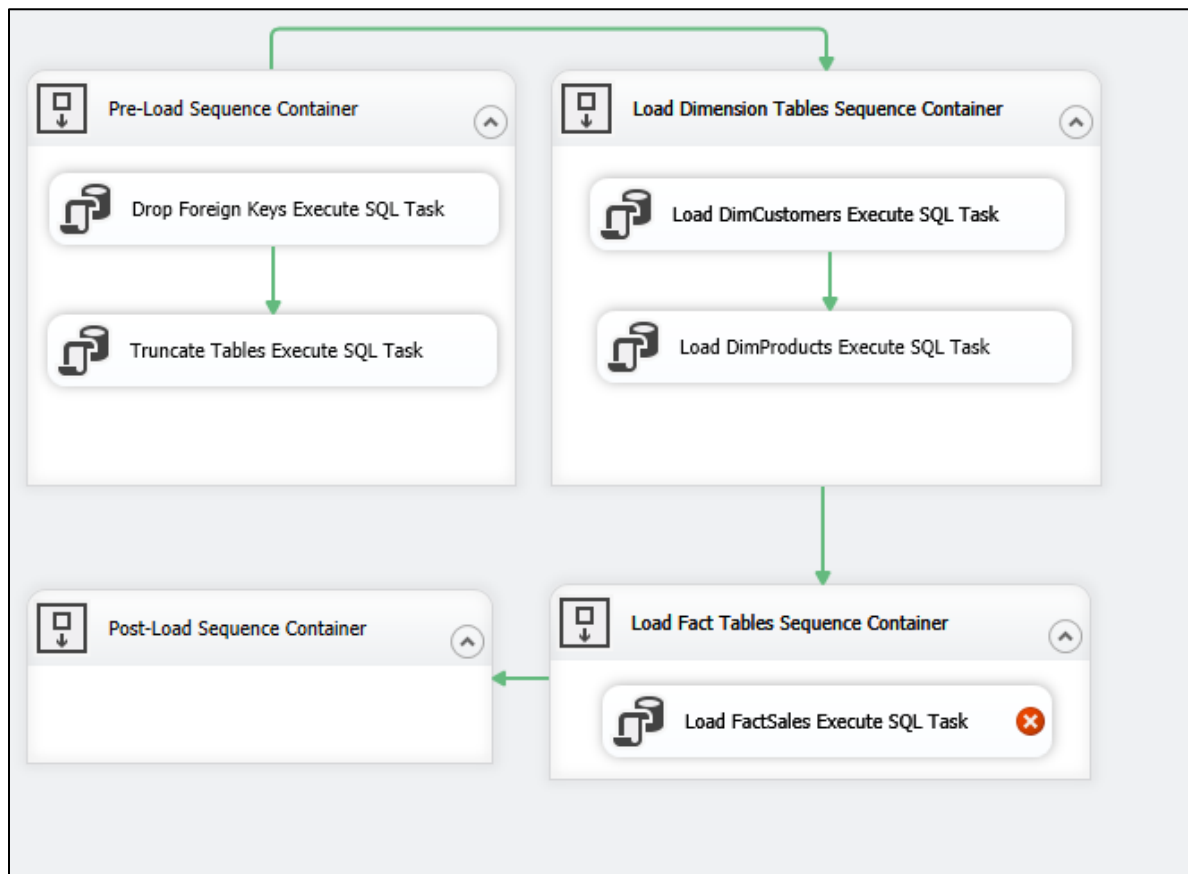 Pre-Load Sequence Container
Drop Foreign Keys Execute SQL Task
Truncate Tables Execute SQL Task
Load Dimension Tables Sequence Container
Load DimCustomers Execute SQL Task
Load DimProducts Execute SQL Task
Post-Load Sequence Container
Load Fact Tables Sequence Container
Load FactSales Execute SQL Task